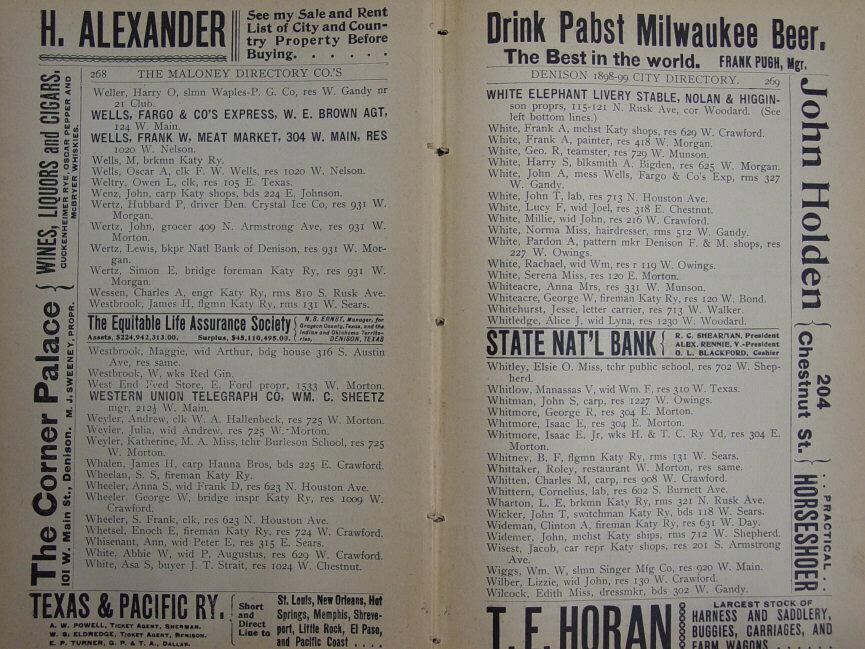 H. ALEXANDER
See my Sale and Rent
List of City and Coun-
try Property Before
Buying. . . . . .
268 THE MALONEY DIRECTORY CO.'S
Weller, Harry O, slmn Waples-P. G. Co, res W. Gandy nr
21 Club.
WELLS, FARGO & CO'S EXPRESS, W. E. BROWN AGT,
124 W. Main.
WELLS, FRANK W, MEAT MARKET, 304 W. MAIN, RES
1020 W. Nelson.
Wells, M, brkmn Katy Ry.
Wells, Oscar A, clk F. W. Wells, res 1020 W. Nelson.
Weltry, Owen L, clk, res 105 E. Texas.
Wenz, John, carp Katy shops, bds 224 E. Johnson.
Wertz, Hubbard P, driver Den. Crystal Ice Co, res 931 W.
Morgan.
Wertz, John, grocer 409 N. Armstrong Ave, res 931 W.
Morton.
Wertz, Lewis, bkpr Natl Bank of Denison, res 931 W. Mor-
gan.
Wertz, Simon E, bridge foreman Katy Ry, res 931 W.
Morgan.
Wessen, Charles A, engr Katy Ry, rms 810 S. Rusk Ave.
Westbrook, James H, flgmn Katy Ry, rms 131 W. Sears.
The Equitable Life Assurance Society
Assets, $224,942,313.00. Surplus, $45,110,495.00.
N. S. ERNST, Manager, for
Grayson County, Texas, and the
Indian and Oklahoma Territo-
ries, DENISON, TEXAS
Westbrook, Maggie, wid Arthur, bdg house 316 S. Austin
Ave, res same.
Westbrook, W, wks Red Gin.
West End Feed Store, E. Ford propr, 1533 W. Morton.
WESTERN UNION TELEGRAPH CO, WM. C. SHEETZ
mgr, 212½ W. Main.
Weyler, Andrew, clk W. A. Hallenbeck, res 725 W. Morton.
Weyler, Julia, wid Andrew, res 725 W. Morton.
Weyler, Katherine, M. A. Miss, tchr Burleson School, res 725
W. Morton.
Whalen, James H, carp Hanna Bros, bds 225 E. Crawford.
Wheelan, S. S, fireman Katy Ry.
Wheeler, Anna S, wid Frank D, res 623 N. Houston Ave.
Wheeler, George W, bridge inspr Katy Ry, res 1009 W.
Crawford.
Wheeler, S. Frank, clk, res 623 N. Houston Ave.
Whetsel, Enoch E, fireman Katy Ry, res 724 W. Crawford.
Whisenant, Ann, wid Peter E, res 315 E. Sears.
White, Abbie W, wid P. Augustus, res 629 W. Crawford.
White, Asa S, buyer J. T. Strait, res 1024 W. Chestnut.
The Corner Palace
101 W. Main St., Denison. M. J. SWEENEY, PROPR.
WINES, LIQUORS and CIGARS.
GUCKENHEIMER RYE, OSCAR PEPPER AND
McBRYER WHISKIES.
TEXAS & PACIFIC RY.
A. W. POWELL, TICKET AGENT, SHERMAN.
W. S. ELDREDGE, TICKET AGENT, DENISON.
E. P. TURNER, G. P. & T. A., DALLAS.
Short
and
Direct
Line to
St. Louis, New Orleans, Hot
Springs, Memphis, Shreve-
port, Little Rock, El Paso,
and Pacific Coast . . . . .
Drink Pabst Milwaukee Beer.
The Best in the world. FRANK PUGH, Mgr.
DENISON 1898-99 CITY DIRECTORY. 269
WHITE ELEPHANT LIVERY STABLE, NOLAN & HIGGIN-
son proprs, 115-121 N. Rusk Ave, cor Woodard. (See
left bottom lines.)
White, Frank A, mchst Katy shops, res 629 W. Crawford.
White, Frank A, painter, res 418 W. Morgan.
White, Geo. R, teamster, res 729 W. Munson.
White, Harry S, blksmith A. Bigden, res 625 W. Morgan.
White, John A, mess Wells, Fargo & Co's Exp, rms 327
W. Gandy.
White, John T, lab, res 713 N. Houston Ave.
White, Lucy F, wid Joel, res 318 E. Chestnut.
White, Millie, wid John, res 216 W. Crawford.
White, Norma Miss, hairdresser, rms 512 W. Gandy.
White, Pardon A, pattern mkr Denison F. & M. shops, res
227 W. Owings.
White, Rachael, wid Wm, res r 119 W. Owings.
White, Serena Miss, res 120 E. Morton.
Whiteacre, Anna Mrs, res 331 W. Munson.
Whiteacre, George W, fireman Katy Ry, res 120 W. Bond.
Whitehurst, Jesse, letter carrier, res 713 W. Walker.
Whitledge, Alice J, wid Lyna, res 1230 W. Woodard.
STATE NAT'L BANK
R. C. SHEARMAN, President
ALEX. RENNIE, V.-President
O. L. BLACKFORD, Cashier
Whitley, Elsie O. Miss, tchr public school, res 702 W. Shep-
herd.
Whitlow, Manassas V, wid Wm. F, res 310 W. Texas.
Whitman, John S, carp, res 1227 W. Owings.
Whitmore, George R, res 304 E. Morton.
Whitmore, Isaac E, res 304 E. Morton.
Whitmore, Isaac E. Jr, wks H. & T. C. Ry Yd, res 304 E.
Morton.
Whitney, B. F, flgmn Katy Ry, rms 131 W. Sears.
Whittaker, Roley, restaurant W. Morton, res same.
Whitten, Charles M, carp, res 908 W. Crawford.
Whittern, Cornelius, lab, res 602 S. Burnett Ave.
Wharton, L. E, brkmn Katy Ry, rms 321 N. Rusk Ave.
Wicker, John T, switchman Katy Ry, bds 118 W. Sears.
Wideman, Clinton A, fireman Katy Ry, res 631 W. Day.
Widemer, John, mchst Katy ships, rms 712 W. Shepherd.
Wisest, Jacob, car repr Katy shops, res 201 S. Armstrong
Ave.
Wiggs, Wm. W, slmn Singer Mfg Co, res 920 W. Main.
Wilber, Lizzie, wid John, res 130 W. Crawford.
Wilcock, Edith Miss, dressmkr, bds 302 W. Gandy.
John Holden
204
Chestnut St.
. . PRACTICAL . .
HORSESHOER
T. F. HORAN
LARGEST STOCK OF
HARNESS AND SADDLERY,
BUGGIES, CARRIAGES, AND
FARM WAGONS . . . . .